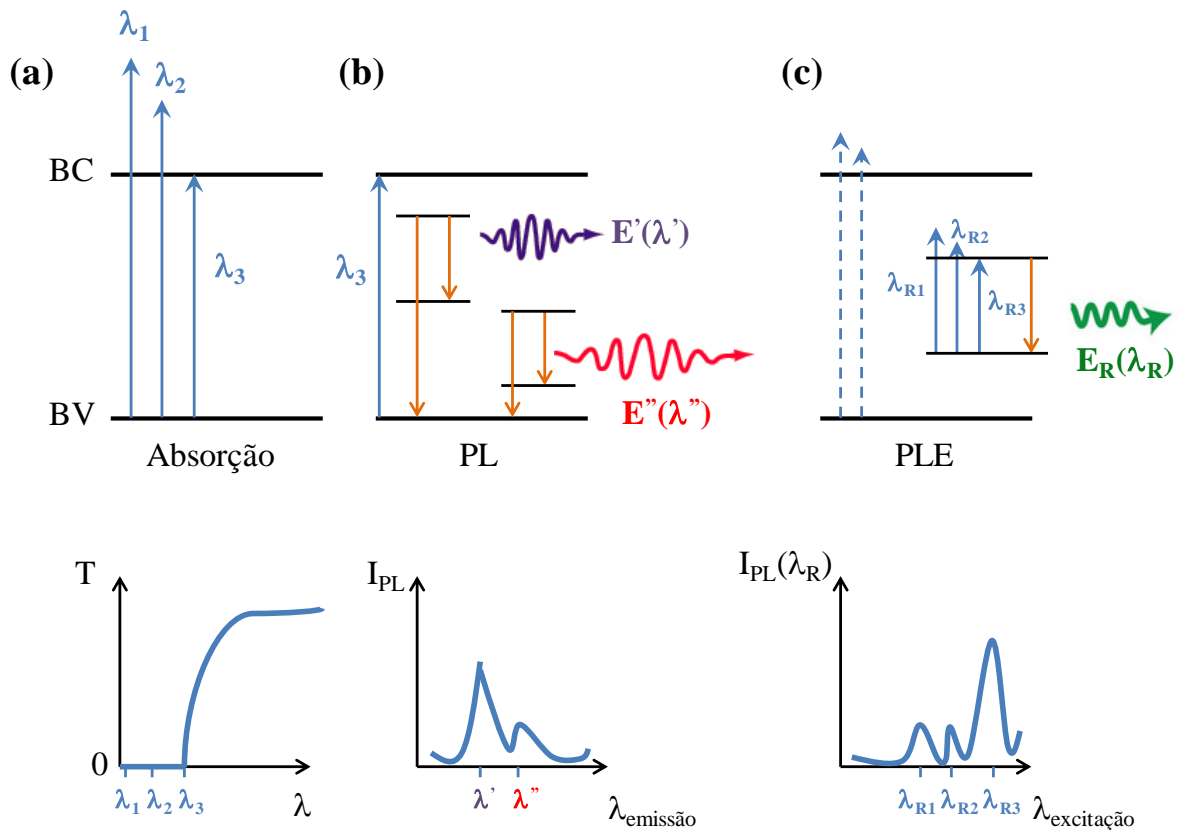 (a)
λ1
λ2
λ3
BC
BV
Absorção
(b)
λ3
E’(λ’)
E”(λ”)
PL
(c)
λR1
λR2
λR3
ER(λR)
PLE
T
0
λ1 λ2 λ3
λ
IPL
λ’ λ”
λemissão
IPL(λR)
λR1 λR2 λR3
λexcitação